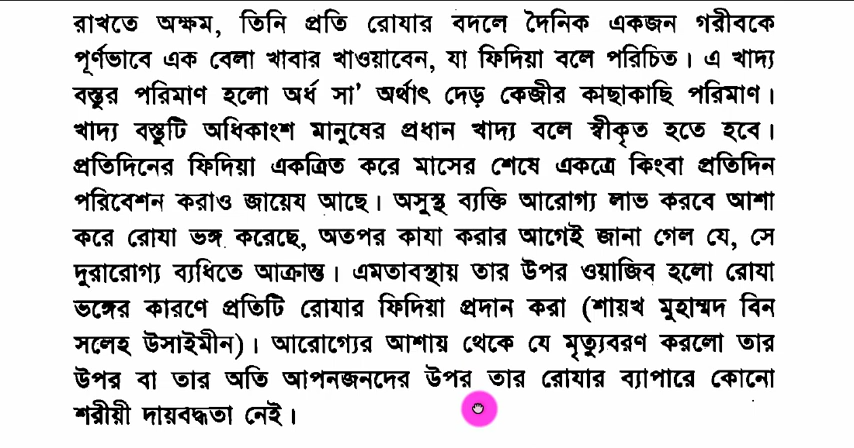 রাখতে অক্ষম, তিনি প্রতি রোযার বদলে দৈনিক একজন গরীবকে
পূর্ণভাবে এক বেলা খাবার খাওয়াবেন, যা ফিদিয়া বলে পরিচিত। এ খাদ্য
বস্তুর পরিমাণ হলো অর্ধ সা' অর্থাৎ দেড় কেজীর কাছাকাছি পরিমাণ।
খাদ্য বস্তুটি অধিকাংশ মানুষের প্রধান খাদ্য বলে স্বীকৃত হতে হবে।
প্রতিদিনের ফিদিয়া একত্রিত করে মাসের শেষে একত্রে কিংবা প্রতিদিন
পরিবেশন করাও জায়েয আছে। অসুস্থ ব্যক্তি আরোগ্য লাভ করবে আশা
করে রোযা ভঙ্গ করেছে, অতপর কাযা করার আগেই জানা গেল যে, সে
দূরারোগ্য ব্যধিতে আক্রান্ত। এমতাবস্থায় তার উপর ওয়াজিব হলো রোযা
ভঙ্গের কারণে প্রতিটি রোযার ফিদিয়া প্রদান করা (শায়খ মুহাম্মদ বিন
সলেহ উসাইমীন)। আরোগ্যের আশায় থেকে যে মৃত্যুবরণ করলো তার
উপর বা তার অতি আপনজনদের উপর তার রোযার ব্যাপারে কোনো
শরীয়ী দায়বদ্ধতা নেই।